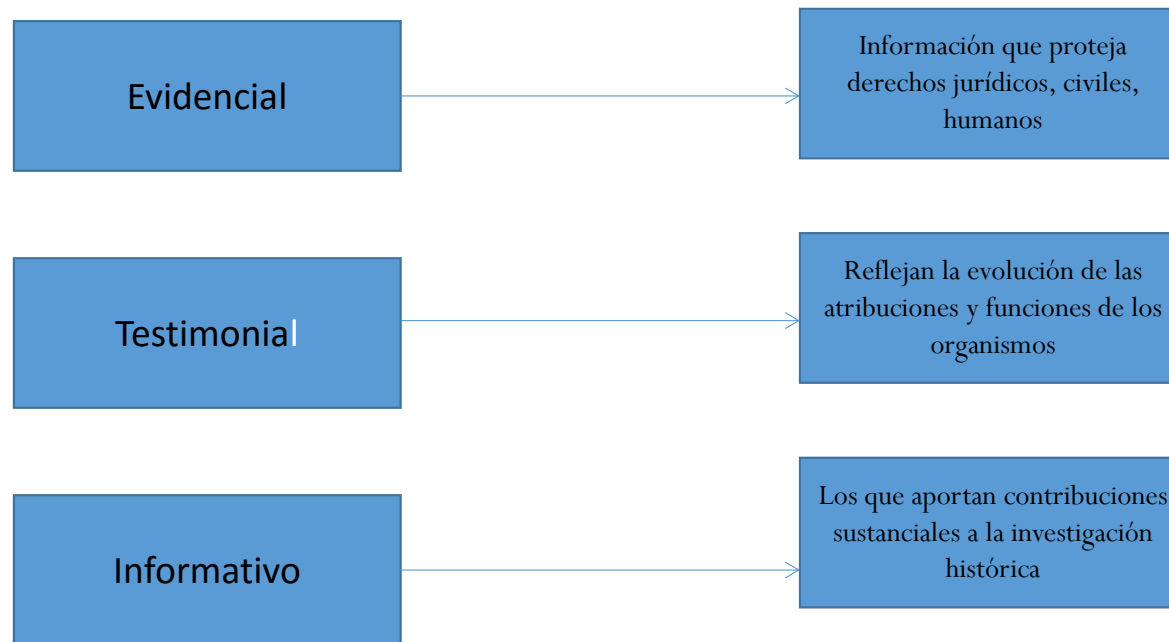 Evidencial
Información que proteja
derechos jurídicos, civiles,
humanos
Testimonial
Reflejan la evolución de las
atribuciones y funciones de los
organismos
Informativo
Los que aportan contribuciones
sustanciales a la investigación
histórica